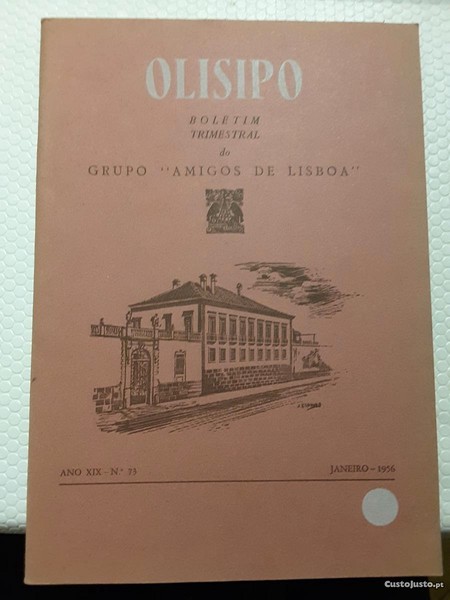 OLISIPO
BOLETIM
TRIMESTRAL
do
GRUPO "AMIGOS DE LISBOA"
ANO XIX - N.º 73
JANEIRO - 1956
CustoJusto.pt